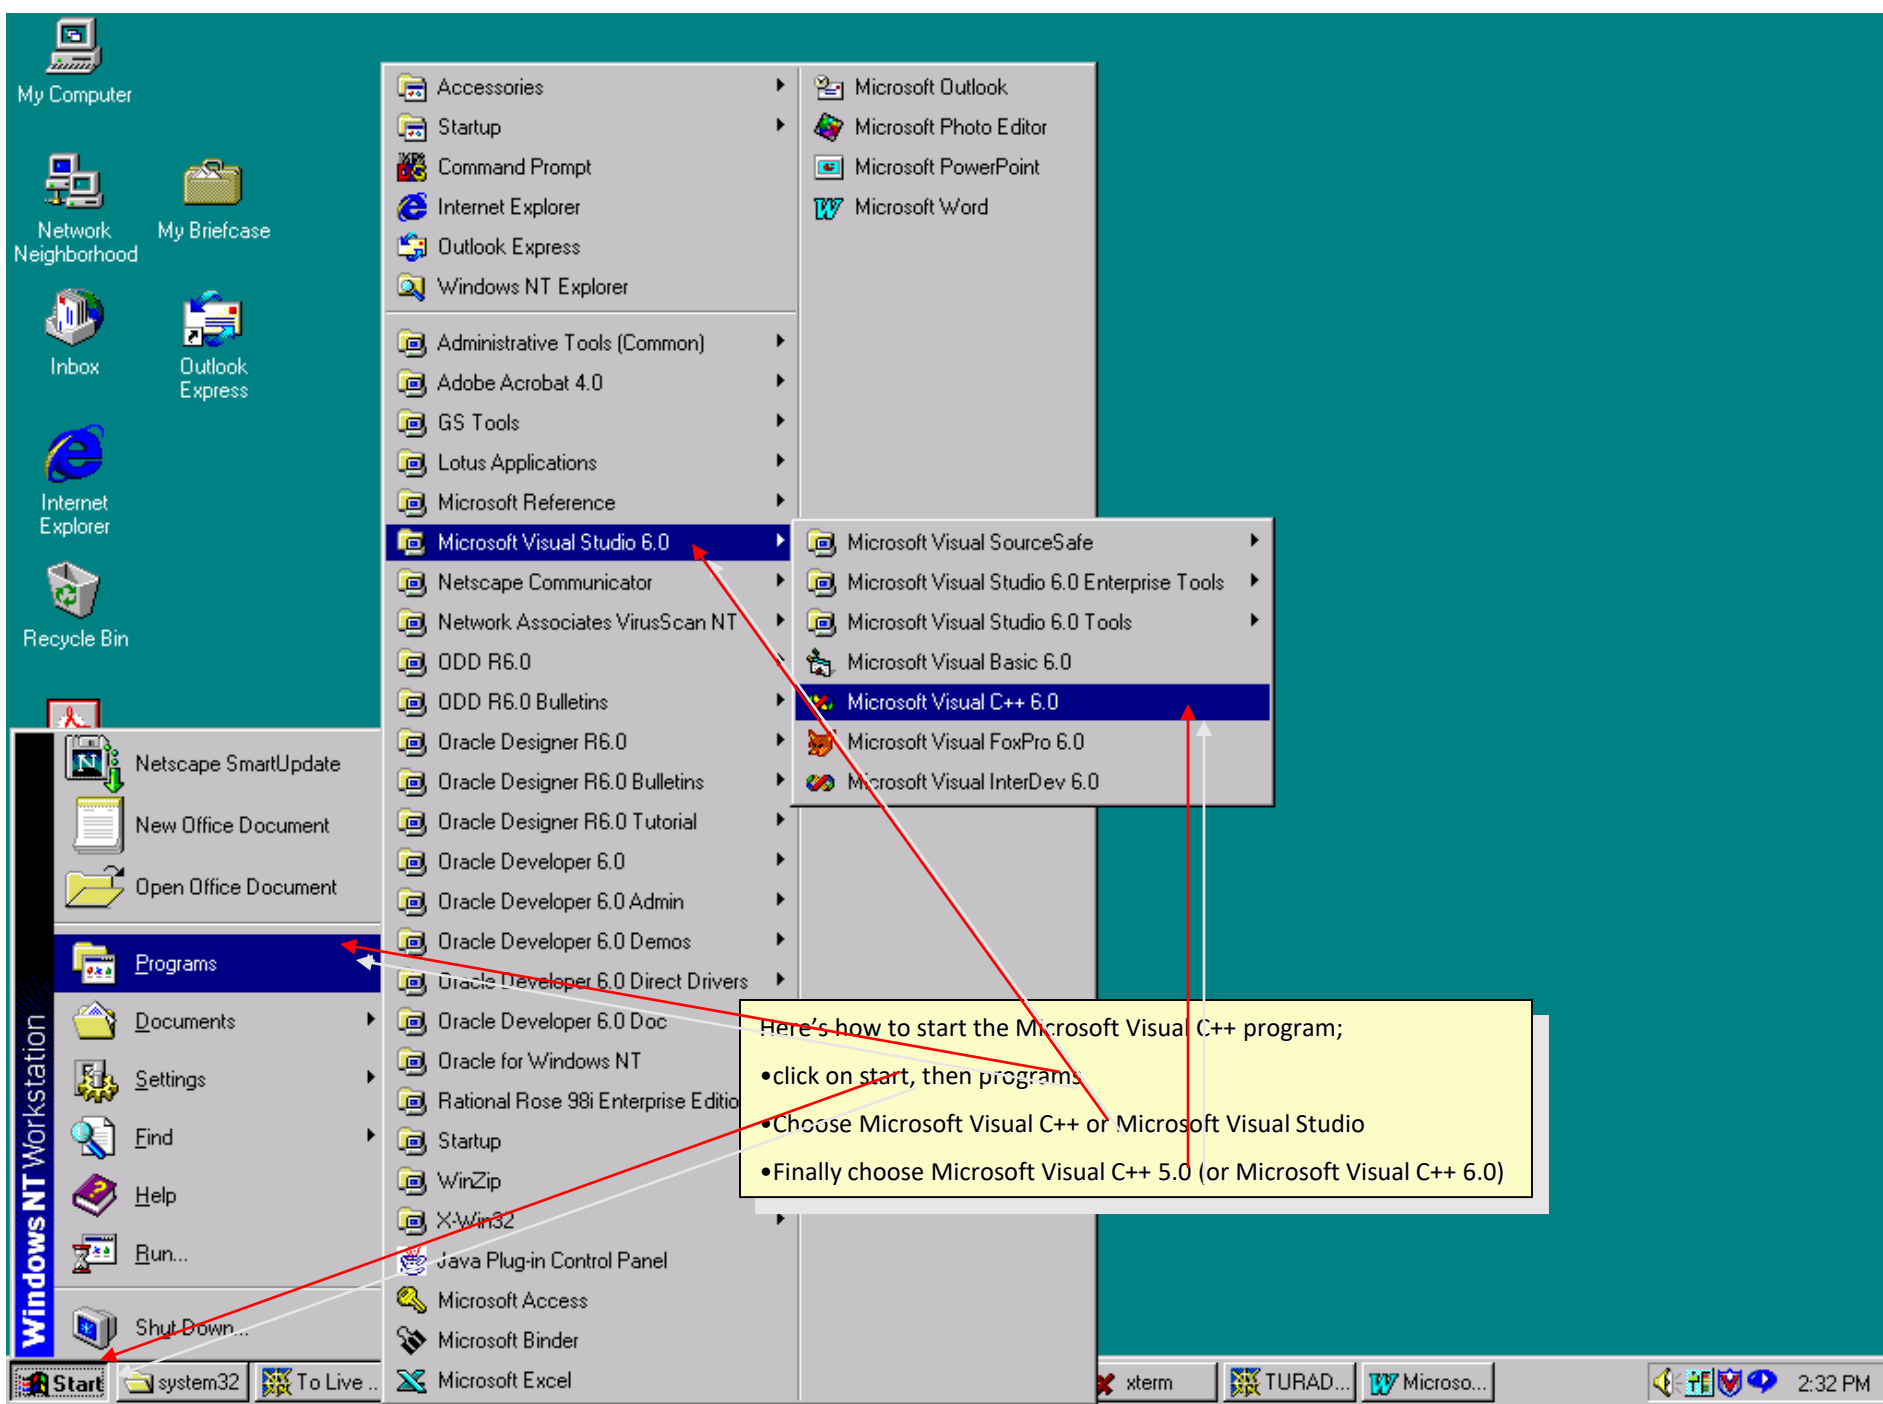 My Computer
Network
Neighborhood
My Briefcase
Inbox
Outlook
Express
Internet
Explorer
Recycle Bin
Netscape SmartUpdate
New Office Document
Open Office Document
Programs
Documents
Settings
Find
Help
Run...
Shut Down...
Windows NT Workstation
Accessories
Startup
Command Prompt
Internet Explorer
Outlook Express
Windows NT Explorer
Administrative Tools (Common)
Adobe Acrobat 4.0
GS Tools
Lotus Applications
Microsoft Reference
Microsoft Visual Studio 6.0
Netscape Communicator
Network Associates VirusScan NT
ODD R6.0
ODD R6.0 Bulletins
Oracle Designer R6.0
Oracle Designer R6.0 Bulletins
Oracle Designer R6.0 Tutorial
Oracle Developer 6.0
Oracle Developer 6.0 Admin
Oracle Developer 6.0 Demos
Oracle Developer 6.0 Direct Drivers
Oracle Developer 6.0 Doc
Oracle for Windows NT
Rational Rose 98i Enterprise Editio
Startup
WinZip
X-Win32
Java Plug-in Control Panel
Microsoft Access
Microsoft Binder
Microsoft Excel
Microsoft Outlook
Microsoft Photo Editor
Microsoft PowerPoint
Microsoft Word
Microsoft Visual SourceSafe
Microsoft Visual Studio 6.0 Enterprise Tools
Microsoft Visual Studio 6.0 Tools
Microsoft Visual Basic 6.0
Microsoft Visual C++ 6.0
Microsoft Visual FoxPro 6.0
Microsoft Visual InterDev 6.0
Here's how to start the Microsoft Visual C++ program;
•click on start, then programs
•Choose Microsoft Visual C++ or Microsoft Visual Studio
•Finally choose Microsoft Visual C++ 5.0 (or Microsoft Visual C++ 6.0)
Start
system32
To Live ..
xterm
TURAD...
Microso...
2:32 PM